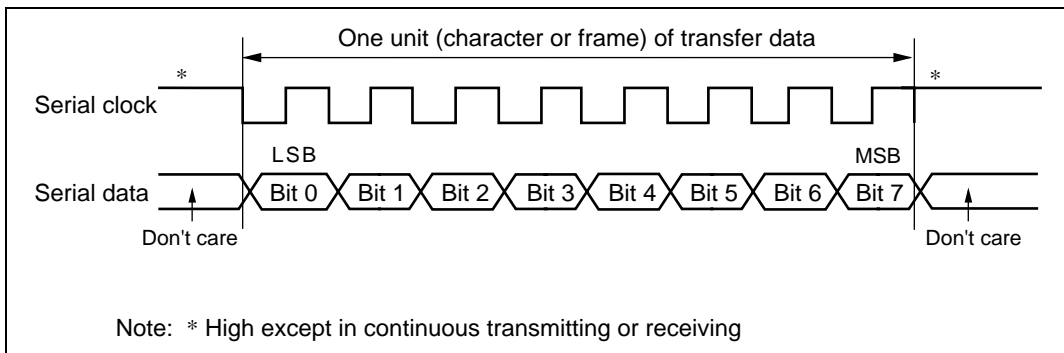 One unit (character or frame) of transfer data
* *
Serial clock
LSB MSB
Serial data Bit 0 Bit 1 Bit 2 Bit 3 Bit 4 Bit 5 Bit 6 Bit 7
Don't care Don't care
Note: * High except in continuous transmitting or receiving